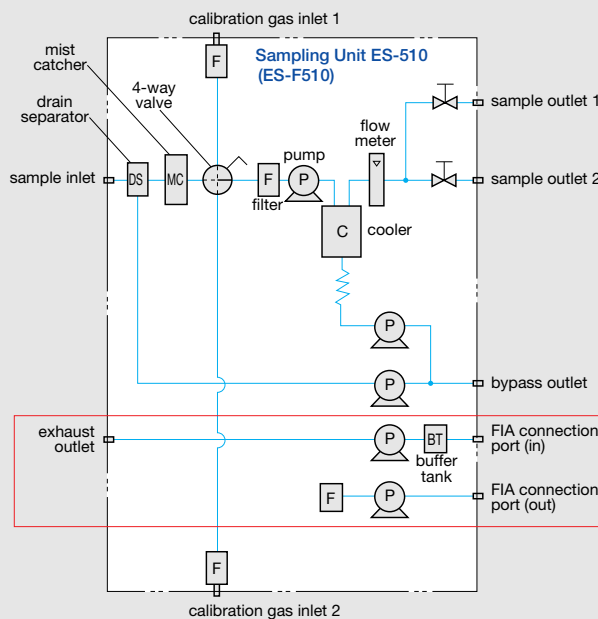 calibration gas inlet 1
F
Sampling Unit ES-510
(ES-F510)
mist
catcher
4-way
valve
drain
separator
sample outlet 1
flow
meter
pump
sample inlet
DS
MC
F
P
sample outlet 2
filter
C
cooler
P
P
bypass outlet
exhaust
outlet
P
BT
FIA connection
port (in)
buffer
tank
F
P
FIA connection
port (out)
F
calibration gas inlet 2